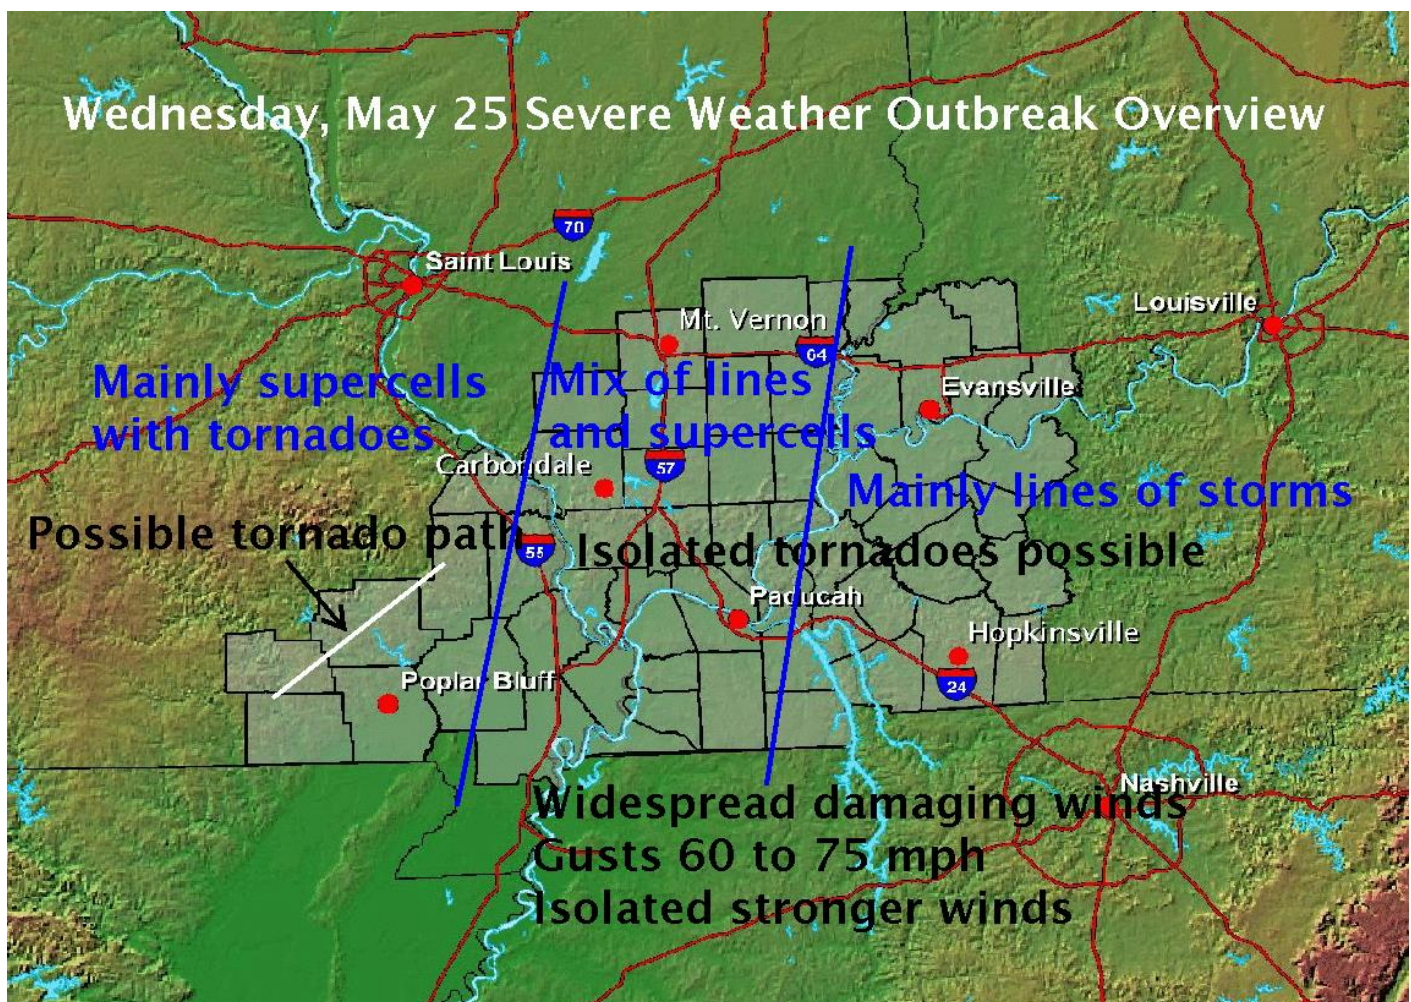 Wednesday, May 25 Severe Weather Outbreak Overview
70
Saint Louis
Louisville
Mt. Vernon
64
Mainly supercells
with tornadoes
Mix of lines
and supercells
Evansville
Carbondale
57
Mainly lines of storms
Possible tornado path
55
Isolated tornadoes possible
Paducah
Hopkinsville
Poplar Bluff
24
Nashville
Widespread damaging winds
Gusts 60 to 75 mph
Isolated stronger winds